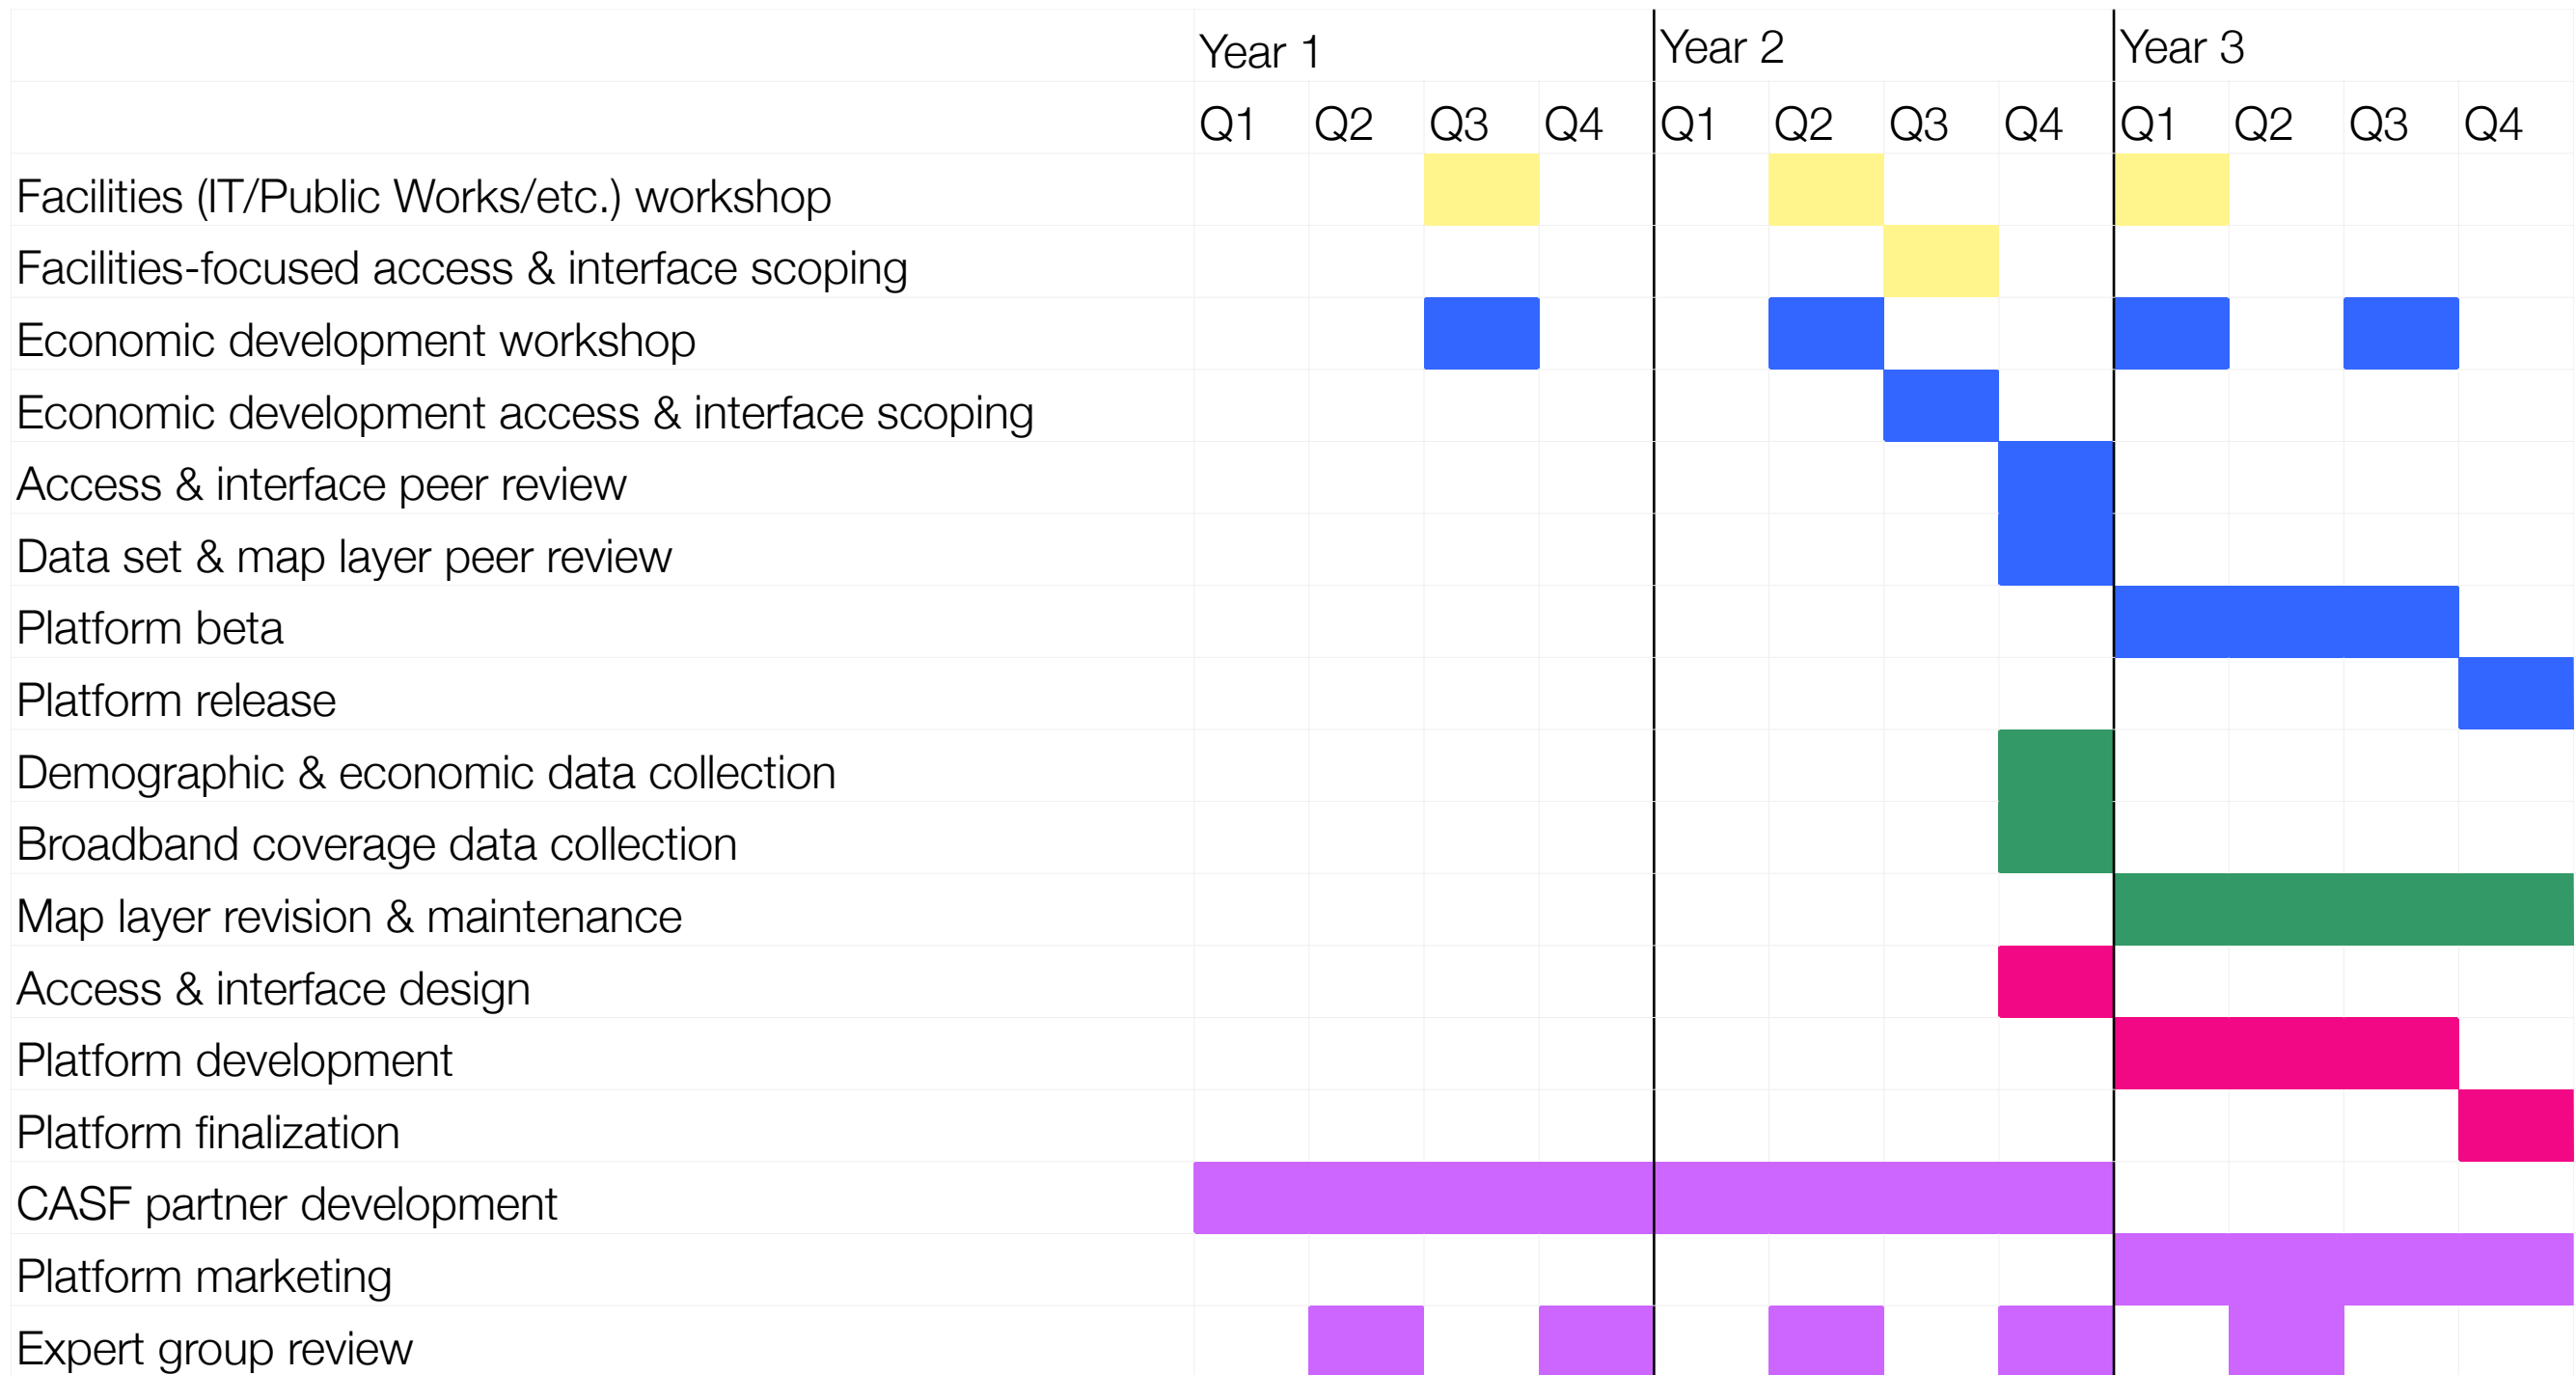 Year 1 Year 2 Year 3
Q1 Q2 Q3 Q4 Q1 Q2 Q3 Q4 Q1 Q2 Q3 Q4
Facilities (IT/Public Works/etc.) workshop
Facilities-focused access & interface scoping
Economic development workshop
Economic development access & interface scoping
Access & interface peer review
Data set & map layer peer review
Platform beta
Platform release
Demographic & economic data collection
Broadband coverage data collection
Map layer revision & maintenance
Access & interface design
Platform development
Platform finalization
CASF partner development
Platform marketing
Expert group review